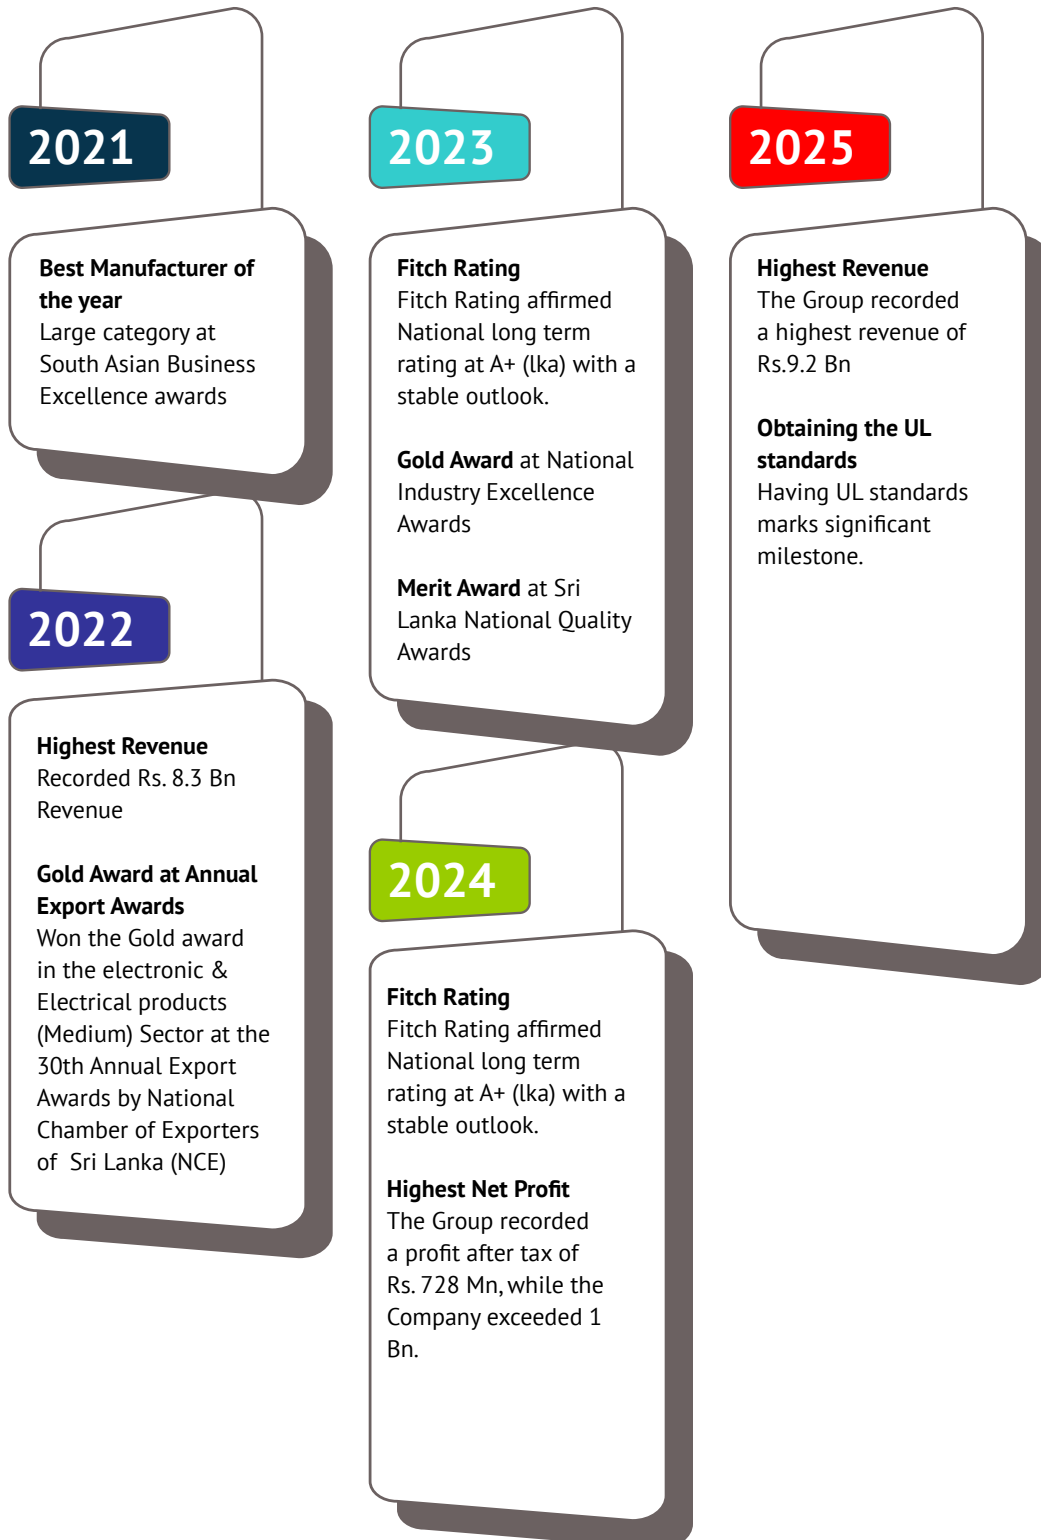 2021
Best Manufacturer of
the year
Large category at
South Asian Business
Excellence awards
2022
Highest Revenue
Recorded Rs. 8.3 Bn
Revenue
Gold Award at Annual
Export Awards
Won the Gold award
in the electronic &
Electrical products
(Medium) Sector at the
30th Annual Export
Awards by National
Chamber of Exporters
of Sri Lanka (NCE)
2023
Fitch Rating
Fitch Rating affirmed
National long term
rating at A+ (lka) with a
stable outlook.
Gold Award at National
Industry Excellence
Awards
Merit Award at Sri
Lanka National Quality
Awards
2024
Fitch Rating
Fitch Rating affirmed
National long term
rating at A+ (lka) with a
stable outlook.
Highest Net Profit
The Group recorded
a profit after tax of
Rs. 728 Mn, while the
Company exceeded 1
Bn.
2025
Highest Revenue
The Group recorded
a highest revenue of
Rs.9.2 Bn
Obtaining the UL
standards
Having UL standards
marks significant
milestone.